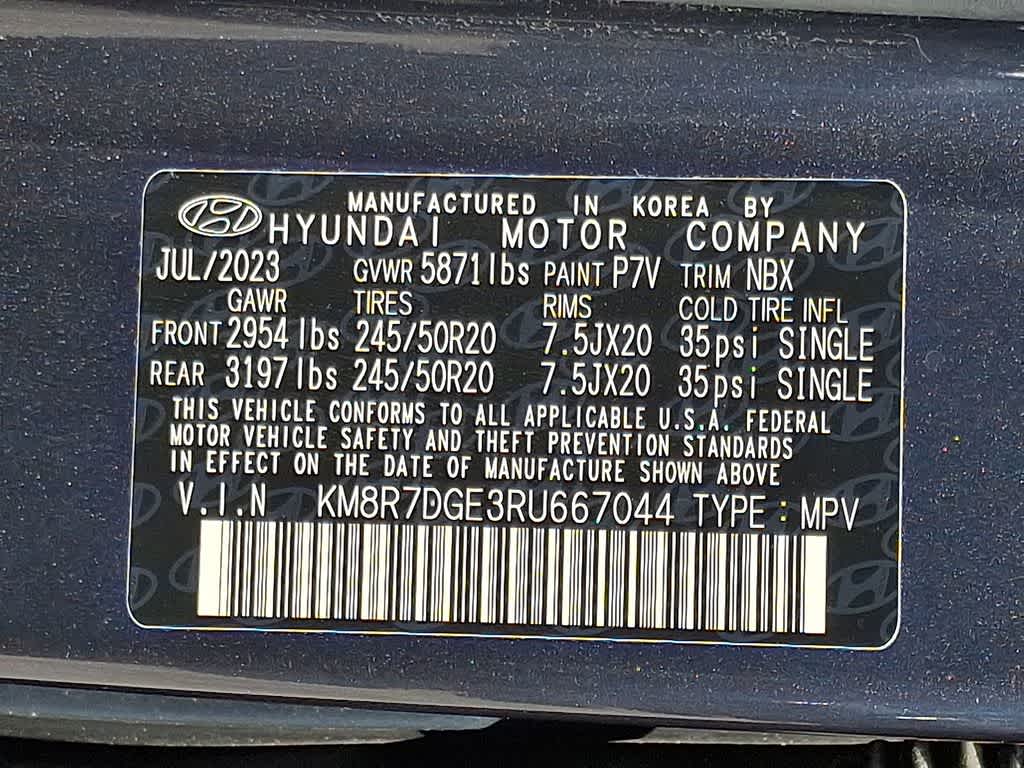 MANUFACTURED IN KOREA BY
HYUNDAI MOTOR COMPANY
JUL/2023 GVWR 5871lbs PAINT P7V TRIM NBX
GAWR TIRES RIMS COLD TIRE INFL
FRONT 2954lbs 245/50R20 7.5JX20 35psi SINGLE
REAR 3197lbs 245/50R20 7.5JX20 35psi SINGLE
THIS VEHICLE CONFORMS TO ALL APPLICABLE U.S.A. FEDERAL
MOTOR VEHICLE SAFETY AND THEFT PREVENTION STANDARDS
IN EFFECT ON THE DATE OF MANUFACTURE SHOWN ABOVE
V.I.N KM8R7DGE3RU667044 TYPE : MPV